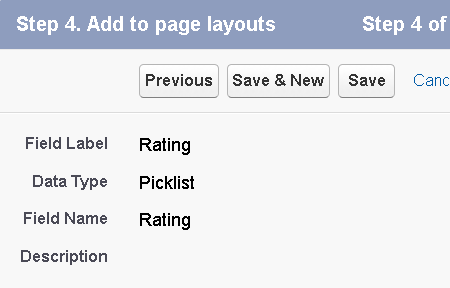 Step 4. Add to page layouts Step 4 of
Previous Save & New Save Canc
Field Label Rating
Data Type Picklist
Field Name Rating
Description